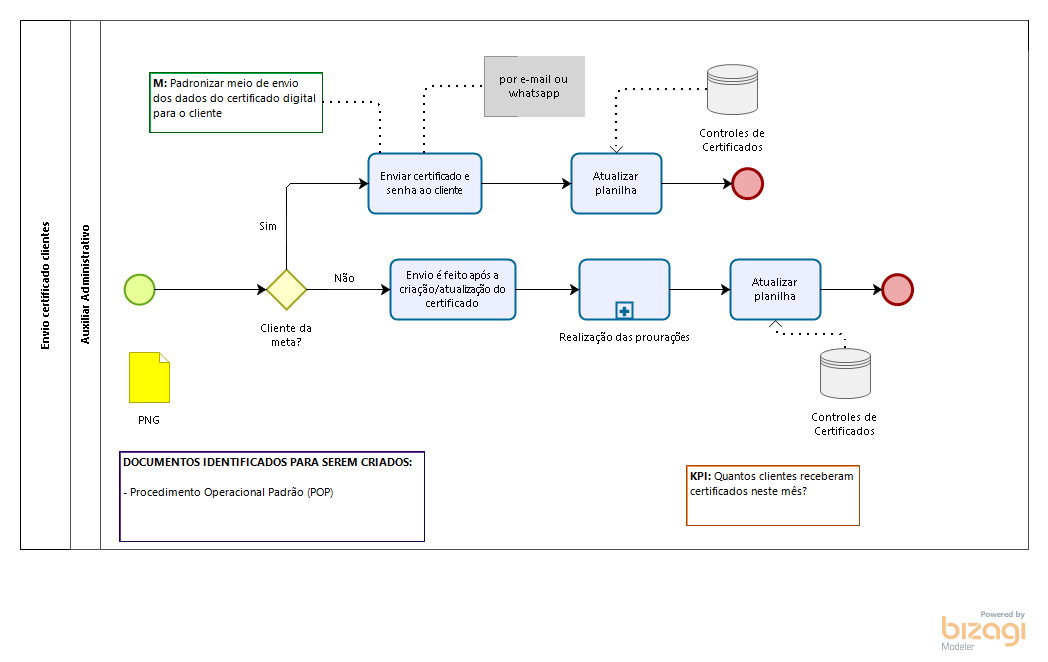 Envio certificado clientes
Auxiliar Administrativo
M: Padronizar meio de envio
dos dados do certificado digital
para o cliente
por e-mail ou
whatsapp
Controles de
Certificados
Enviar certificado e
senha ao cliente
Atualizar
planilha
Sim
Não
Cliente da
meta?
Envio é feito após a
criação/atualização do
certificado
Realização das prourações
Atualizar
planilha
Controles de
Certificados
PNG
DOCUMENTOS IDENTIFICADOS PARA SEREM CRIADOS:
- Procedimento Operacional Padrão (POP)
KPI: Quantos clientes receberam
certificados neste mês?
Powered by
bizagi
Modeler